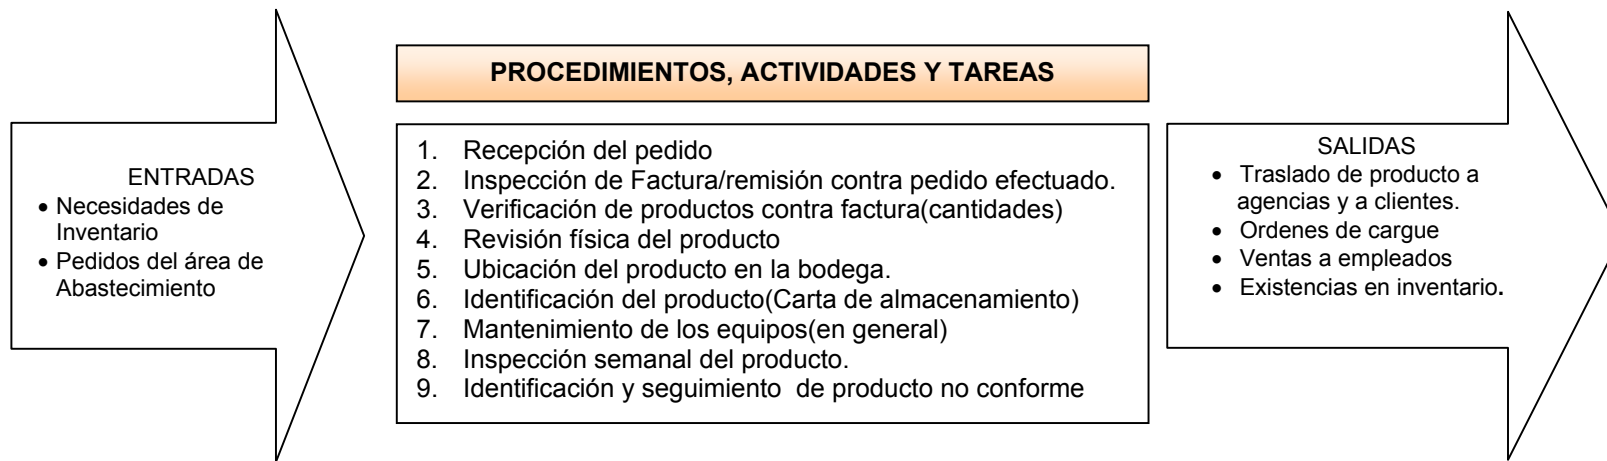 ENTRADAS
• Necesidades de
Inventario
• Pedidos del área de
Abastecimiento
PROCEDIMIENTOS, ACTIVIDADES Y TAREAS
1. Recepción del pedido
2. Inspección de Factura/remisión contra pedido efectuado.
3. Verificación de productos contra factura(cantidades)
4. Revisión física del producto
5. Ubicación del producto en la bodega.
6. Identificación del producto(Carta de almacenamiento)
7. Mantenimiento de los equipos(en general)
8. Inspección semanal del producto.
9. Identificación y seguimiento de producto no conforme
SALIDAS
• Traslado de producto a
agencias y a clientes.
• Ordenes de cargue
• Ventas a empleados
• Existencias en inventario.